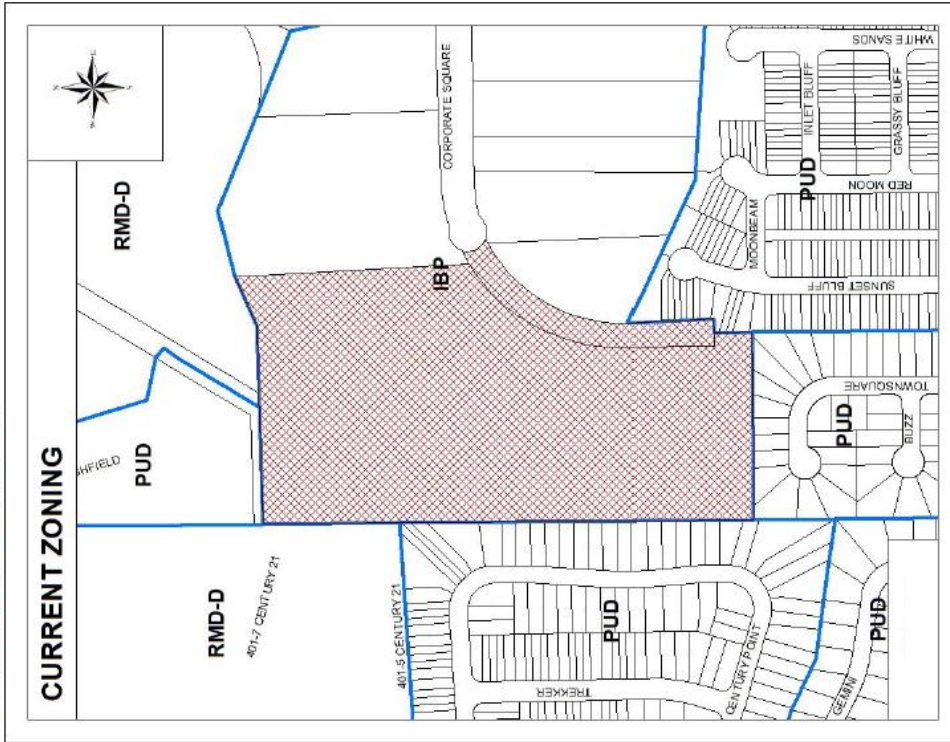 CURRENT ZONING
RMD-D
PUD
SHFIELD
RMD-D
401-7 CENTURY 21
401-5 CENTURY 21
IBP
CORPORATE SQUARE
PUD
TREKKER
CENTURY POINT
GEMINI
PUD
PUD
TOWNSQUARE
BUZZ
PUD
MOONBEAM
SUNSET BLUFF
RED MOON
INLET BLUFF
GRASSY BLUFF
WHITE SANDS